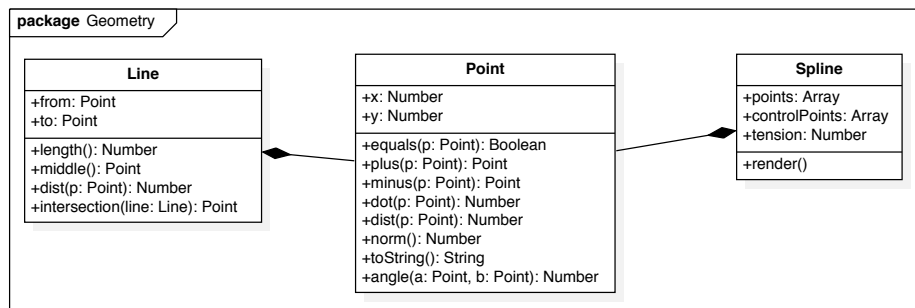 package Geometry
Line
+from: Point
+to: Point
+length(): Number
+middle(): Point
+dist(p: Point): Number
+intersection(line: Line): Point
Point
+x: Number
+y: Number
+equals(p: Point): Boolean
+plus(p: Point): Point
+minus(p: Point): Point
+dot(p: Point): Number
+dist(p: Point): Number
+norm(): Number
+toString(): String
+angle(a: Point, b: Point): Number
Spline
+points: Array
+controlPoints: Array
+tension: Number
+render()